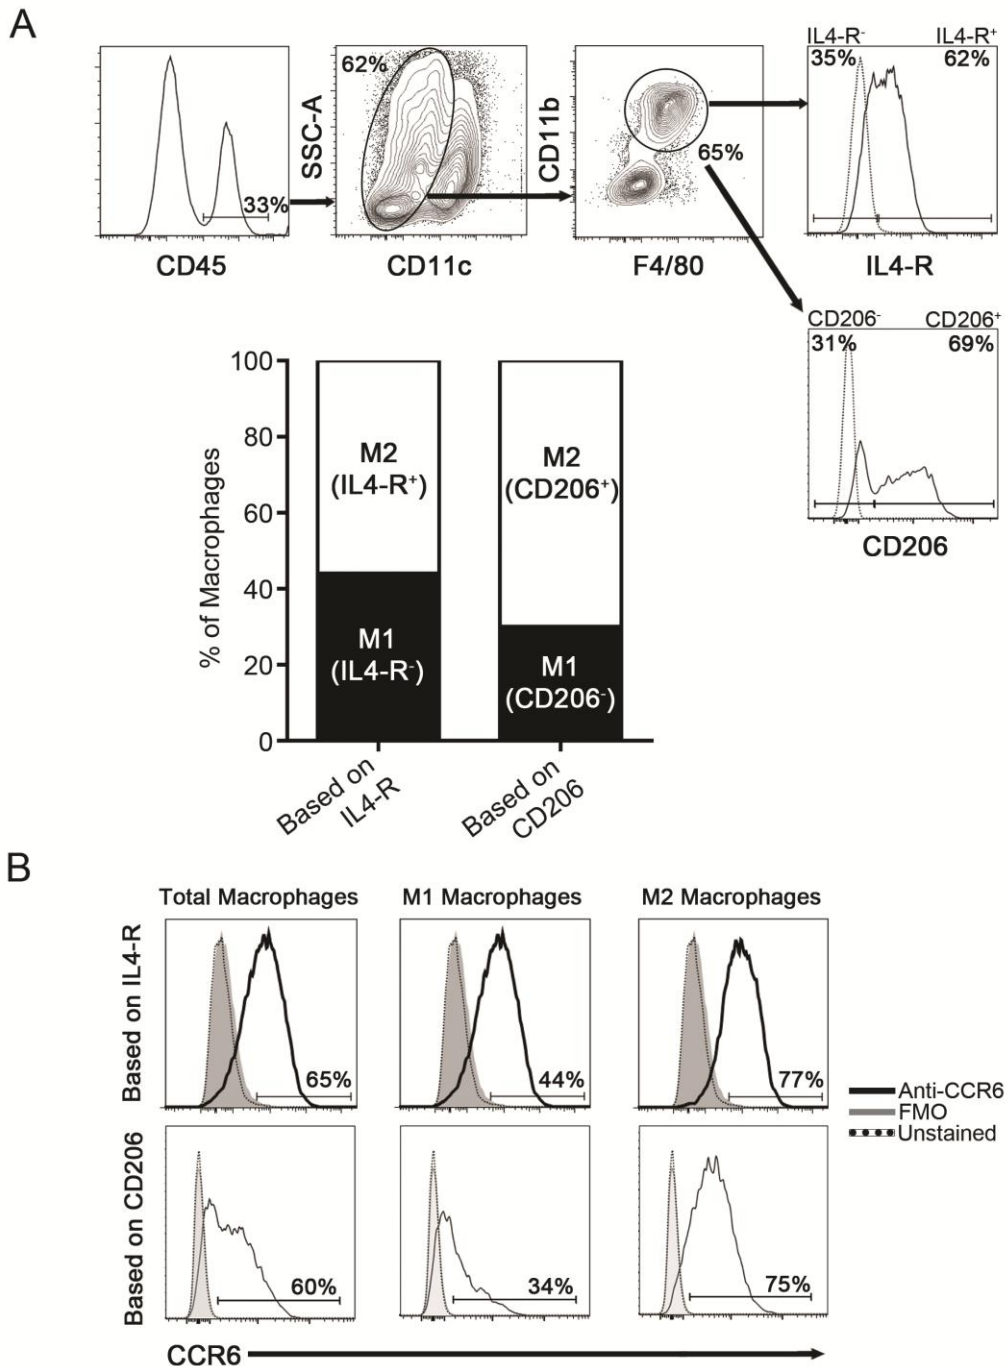 A
33%
CD45
62%
SSC-A
CD11c
65%
CD11b
F4/80
IL4-R⁻ IL4-R⁺
35% 62%
IL4-R
CD206⁻ CD206⁺
31% 69%
CD206
% of Macrophages
100
80
60
40
20
0
M2
(IL4-R⁺)
M1
(IL4-R⁻)
M2
(CD206⁺)
M1
(CD206⁻)
Based on
IL4-R
Based on
CD206
B
Total Macrophages M1 Macrophages M2 Macrophages
Based on IL4-R
65% 44% 77%
Anti-CCR6
FMO
Unstained
Based on CD206
60% 34% 75%
CCR6